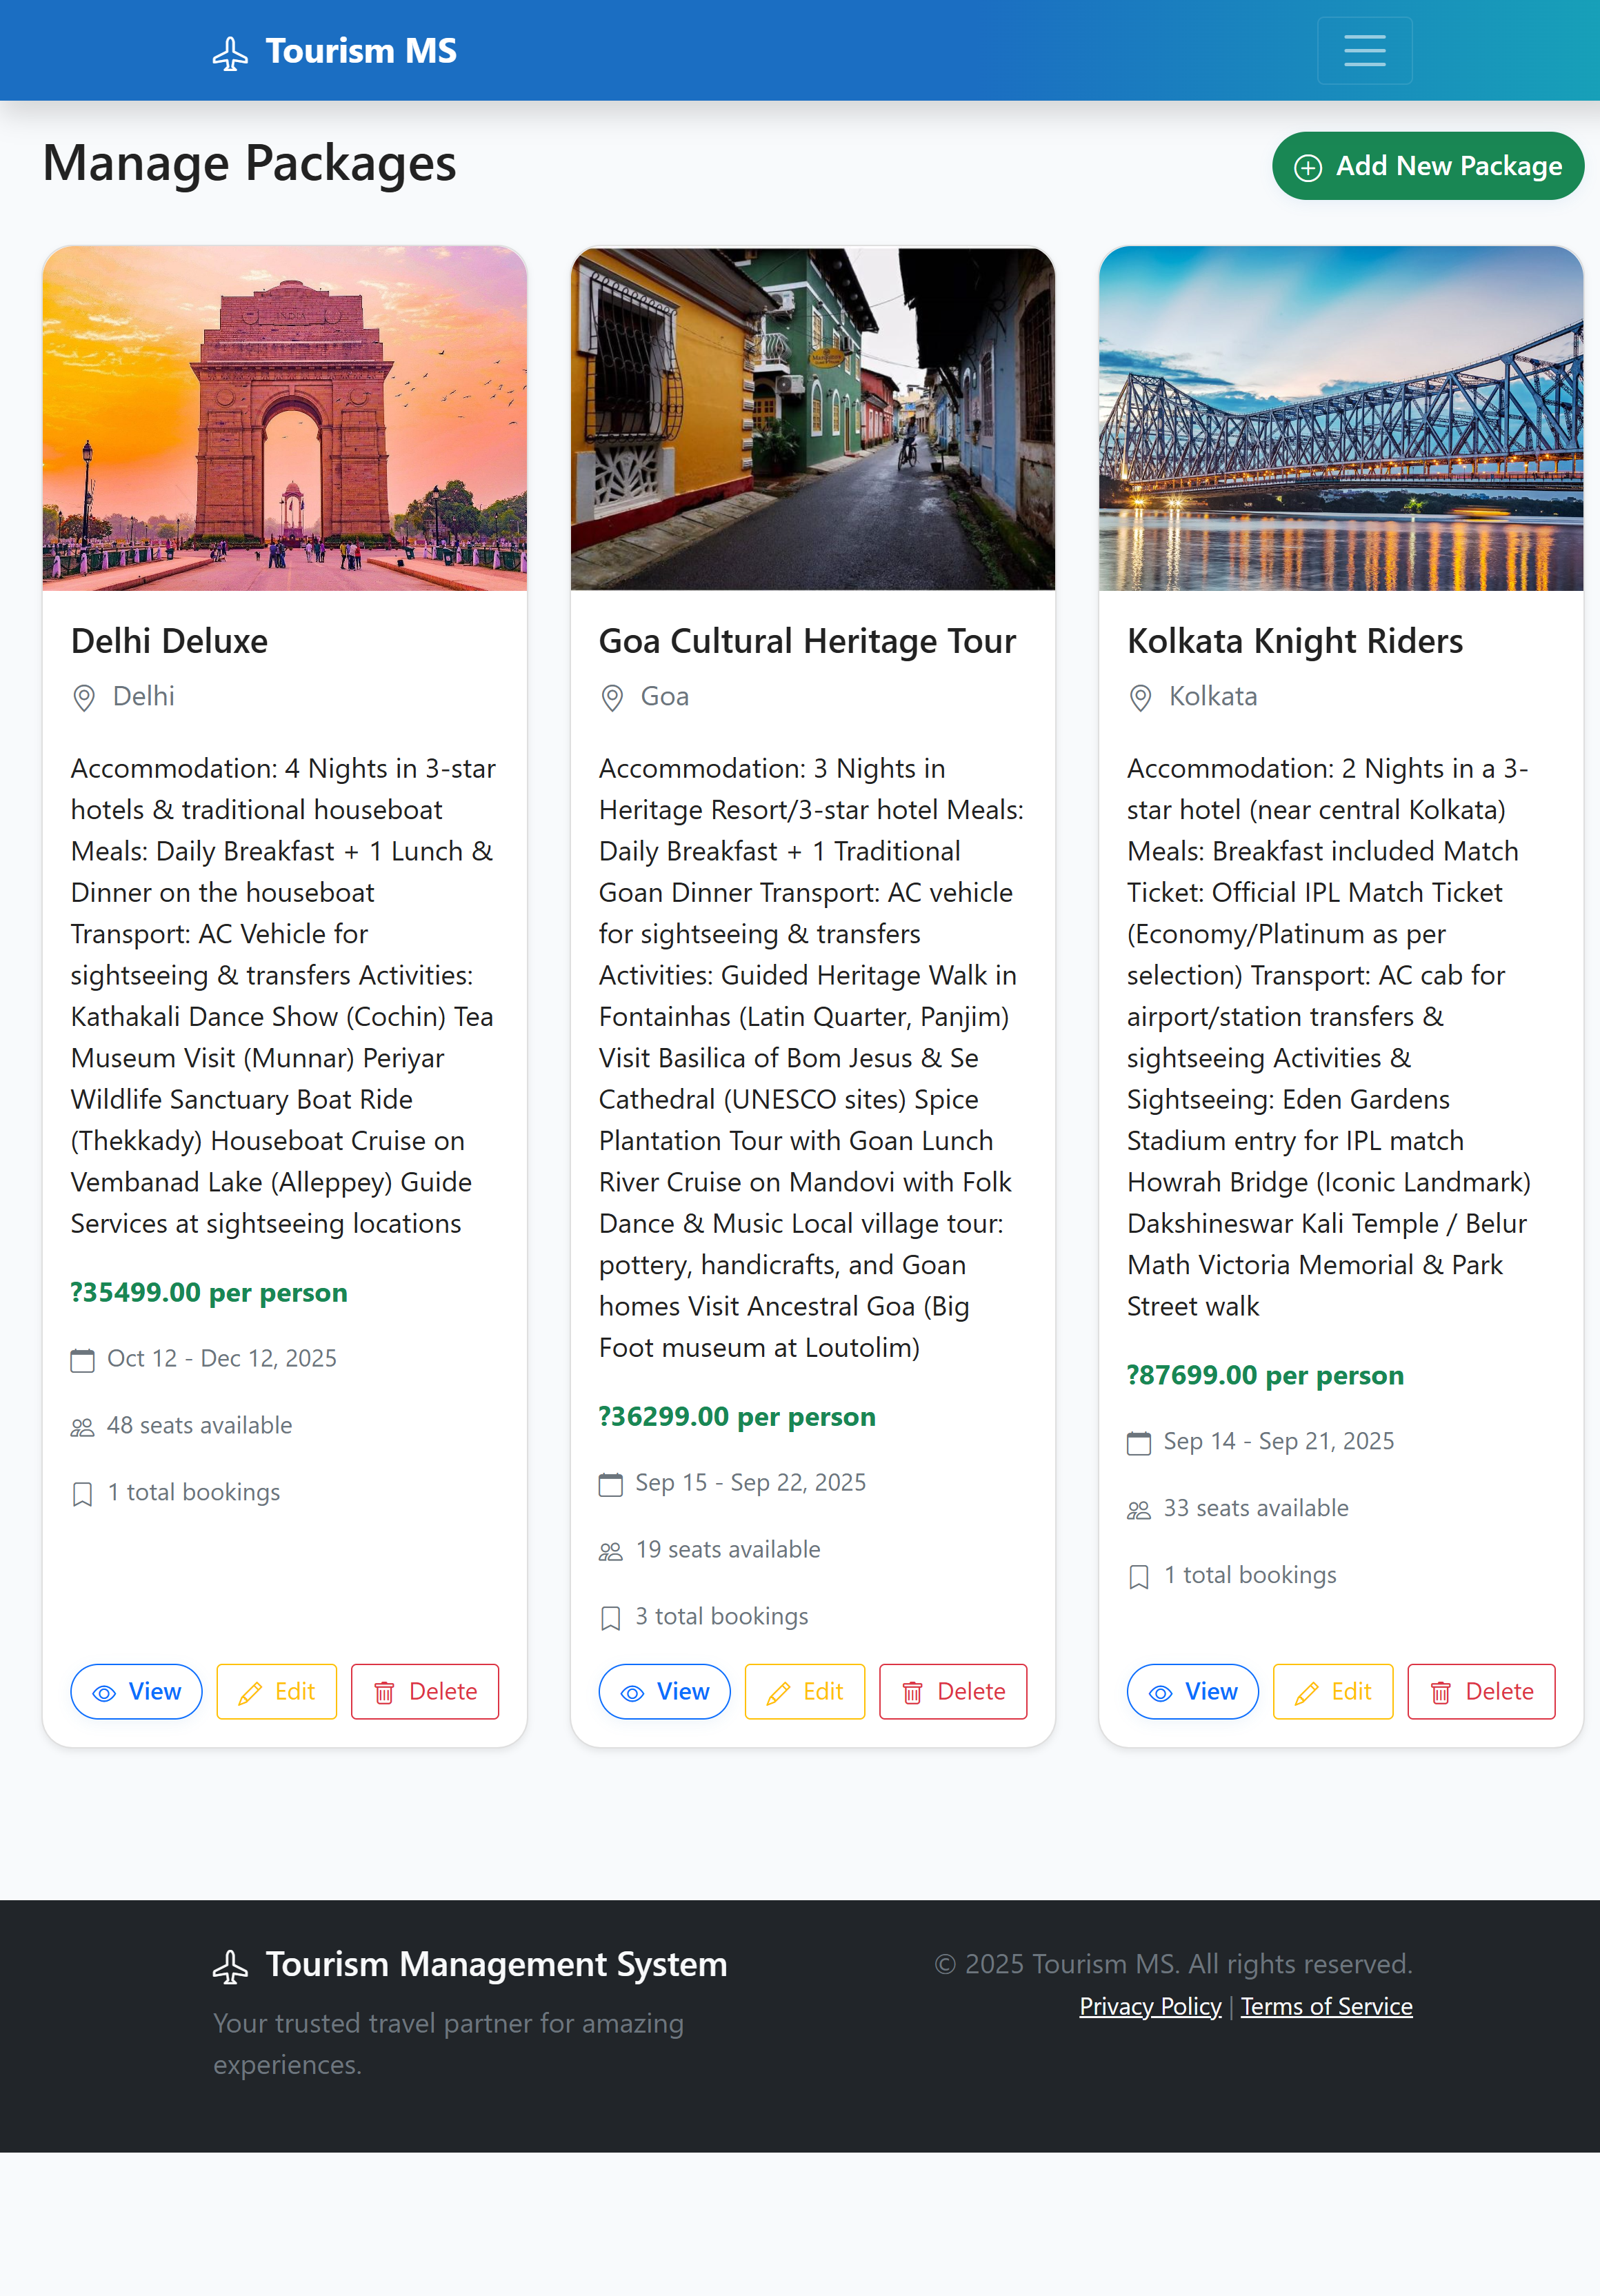 Tourism MS
Manage Packages
Add New Package
Delhi Deluxe
Delhi
Accommodation: 4 Nights in 3-star
hotels & traditional houseboat
Meals: Daily Breakfast + 1 Lunch &
Dinner on the houseboat
Transport: AC Vehicle for
sightseeing & transfers Activities:
Kathakali Dance Show (Cochin) Tea
Museum Visit (Munnar) Periyar
Wildlife Sanctuary Boat Ride
(Thekkady) Houseboat Cruise on
Vembanad Lake (Alleppey) Guide
Services at sightseeing locations
?35499.00 per person
Oct 12 - Dec 12, 2025
48 seats available
1 total bookings
View
Edit
Delete
Goa Cultural Heritage Tour
Goa
Accommodation: 3 Nights in
Heritage Resort/3-star hotel Meals:
Daily Breakfast + 1 Traditional
Goan Dinner Transport: AC vehicle
for sightseeing & transfers
Activities: Guided Heritage Walk in
Fontainhas (Latin Quarter, Panjim)
Visit Basilica of Bom Jesus & Se
Cathedral (UNESCO sites) Spice
Plantation Tour with Goan Lunch
River Cruise on Mandovi with Folk
Dance & Music Local village tour:
pottery, handicrafts, and Goan
homes Visit Ancestral Goa (Big
Foot museum at Loutolim)
?36299.00 per person
Sep 15 - Sep 22, 2025
19 seats available
3 total bookings
View
Edit
Delete
Kolkata Knight Riders
Kolkata
Accommodation: 2 Nights in a 3-
star hotel (near central Kolkata)
Meals: Breakfast included Match
Ticket: Official IPL Match Ticket
(Economy/Platinum as per
selection) Transport: AC cab for
airport/station transfers &
sightseeing Activities &
Sightseeing: Eden Gardens
Stadium entry for IPL match
Howrah Bridge (Iconic Landmark)
Dakshineswar Kali Temple / Belur
Math Victoria Memorial & Park
Street walk
?87699.00 per person
Sep 14 - Sep 21, 2025
33 seats available
1 total bookings
View
Edit
Delete
Tourism Management System
Your trusted travel partner for amazing
experiences.
© 2025 Tourism MS. All rights reserved.
Privacy Policy | Terms of Service